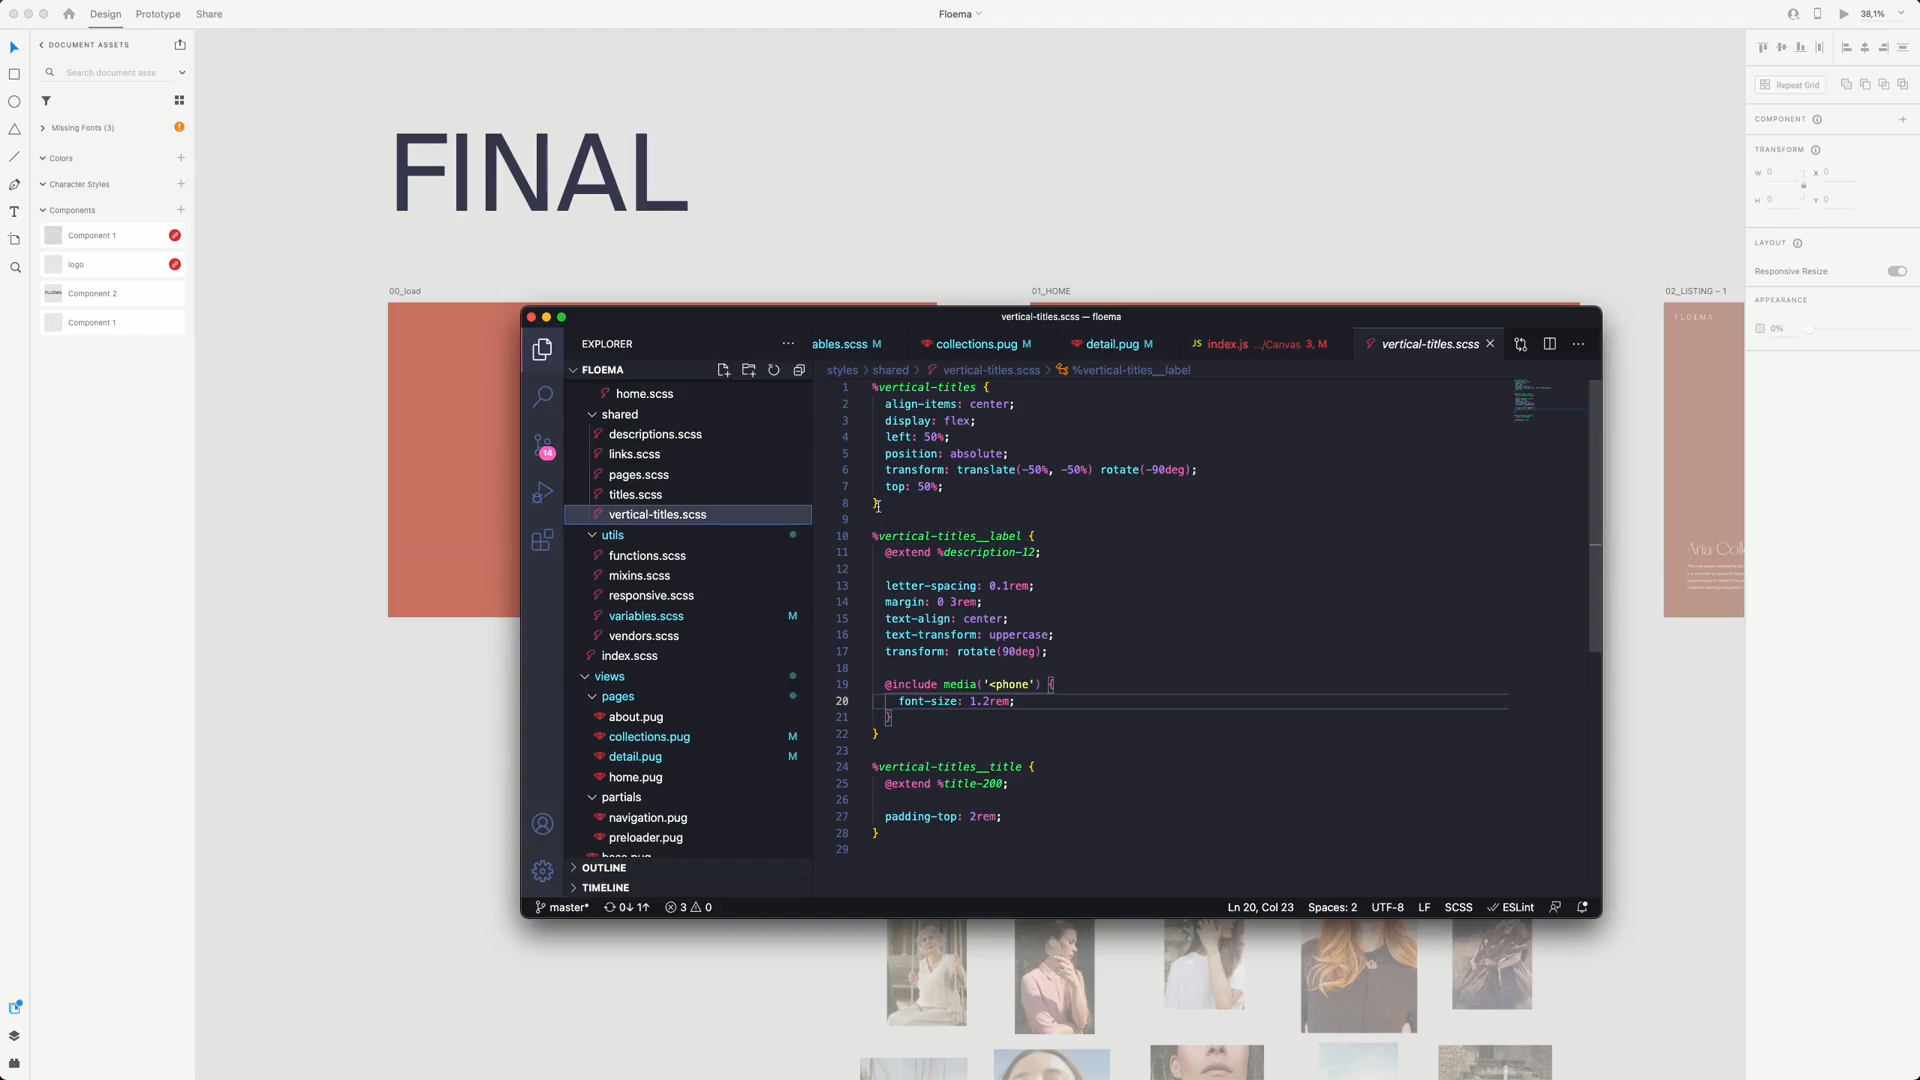 Design
Prototype
Share
Floema
38,1%
DOCUMENT ASSETS
Search document asse
Missing Fonts (3)
Colors
Character Styles
Components
Component 1
logo
FLOEMA
Component 2
Component 1
FINAL
00_load
01_HOME
02_LISTING – 1
FLOEMA
Aria Coll
Repeat Grid
COMPONENT
TRANSFORM
W 0 X 0
H 0 Y 0
LAYOUT
Responsive Resize
APPEARANCE
0%
vertical-titles.scss — floema
EXPLORER
ables.scss M
collections.pug M
detail.pug M
JS index.js .../Canvas 3, M
vertical-titles.scss
FLOEMA
styles > shared > vertical-titles.scss > %vertical-titles__label
home.scss
shared
descriptions.scss
links.scss
pages.scss
titles.scss
vertical-titles.scss
utils
functions.scss
mixins.scss
responsive.scss
variables.scss M
vendors.scss
index.scss
views
pages
about.pug
collections.pug M
detail.pug M
home.pug
partials
navigation.pug
preloader.pug
base.pug
OUTLINE
TIMELINE
14
1 %vertical-titles {
2 align-items: center;
3 display: flex;
4 left: 50%;
5 position: absolute;
6 transform: translate(-50%, -50%) rotate(-90deg);
7 top: 50%;
8 }
9
10 %vertical-titles__label {
11 @extend %description-12;
12
13 letter-spacing: 0.1rem;
14 margin: 0 3rem;
15 text-align: center;
16 text-transform: uppercase;
17 transform: rotate(90deg);
18
19 @include media('<phone') {
20 font-size: 1.2rem;
21 }
22 }
23
24 %vertical-titles__title {
25 @extend %title-200;
26
27 padding-top: 2rem;
28 }
29
master*
0↓ 1↑
3
0
Ln 20, Col 23
Spaces: 2
UTF-8
LF
SCSS
ESLint